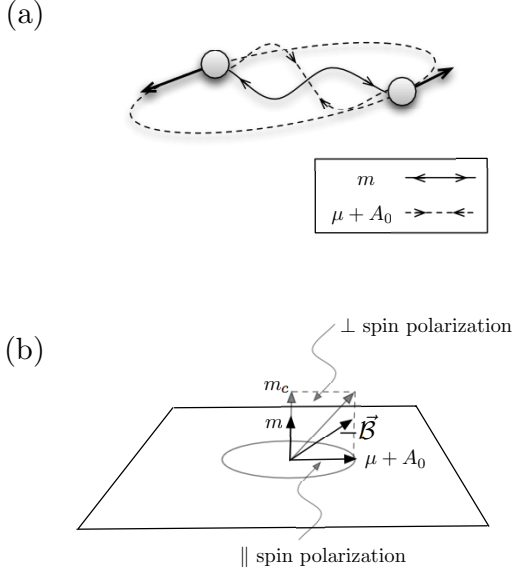 (a)
m
μ + A₀
(b)
⊥ spin polarization
m_c
m
–𝓑⃗
μ + A₀
∥ spin polarization